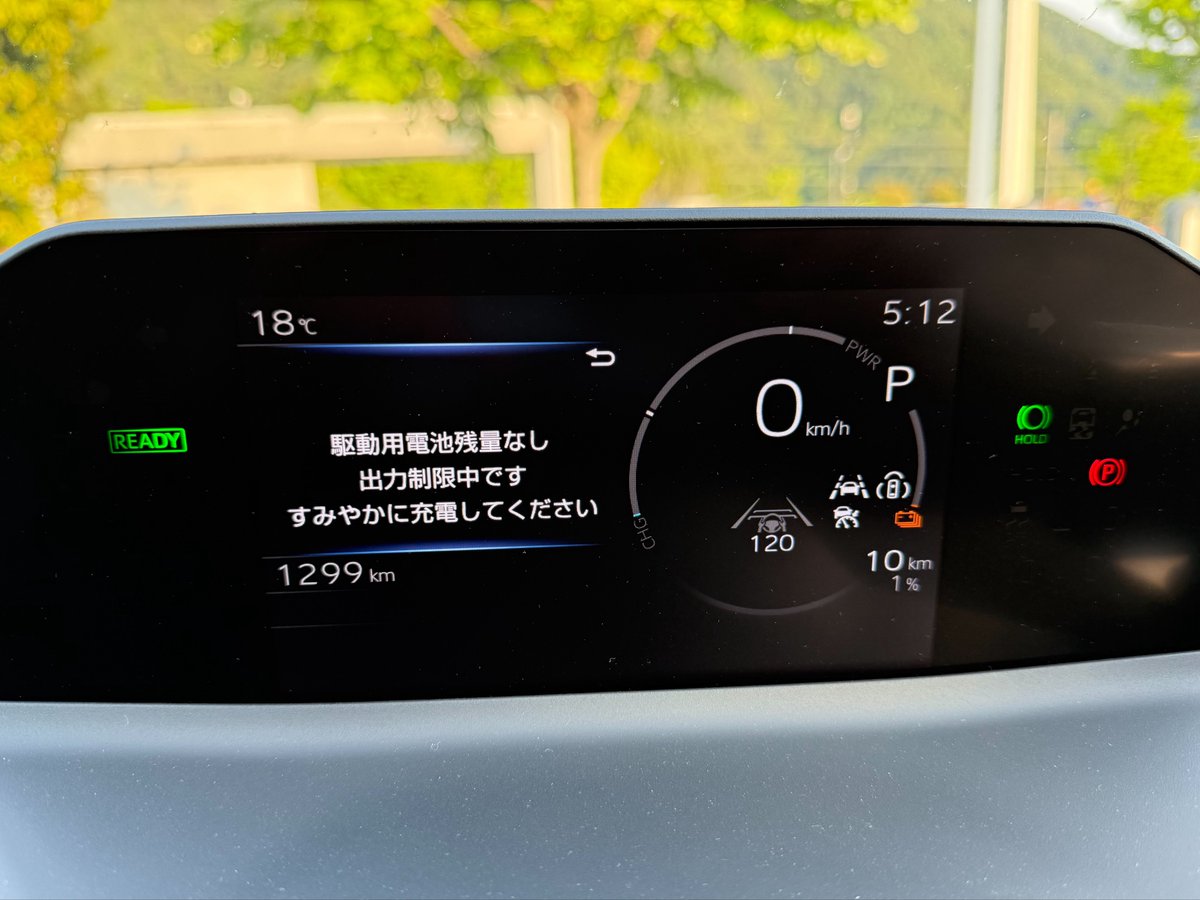 18℃
5:12
PWR
P
0 km/h
READY
HOLD
P
駆動用電池残量なし
出力制限中です
すみやかに充電してください
CHG
120
10 km
1%
1299 km